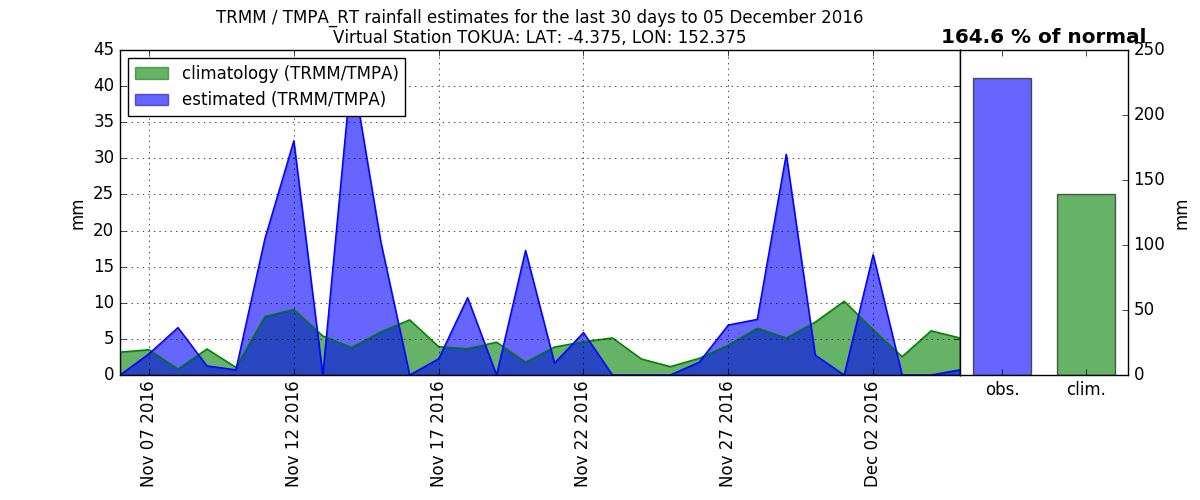 TRMM / TMPA_RT rainfall estimates for the last 30 days to 05 December 2016
Virtual Station TOKUA: LAT: -4.375, LON: 152.375
164.6 % of normal
climatology (TRMM/TMPA)
estimated (TRMM/TMPA)
45
40
35
30
25
20
15
10
5
0
mm
Nov 07 2016
Nov 12 2016
Nov 17 2016
Nov 22 2016
Nov 27 2016
Dec 02 2016
250
200
150
100
50
0
mm
obs.
clim.